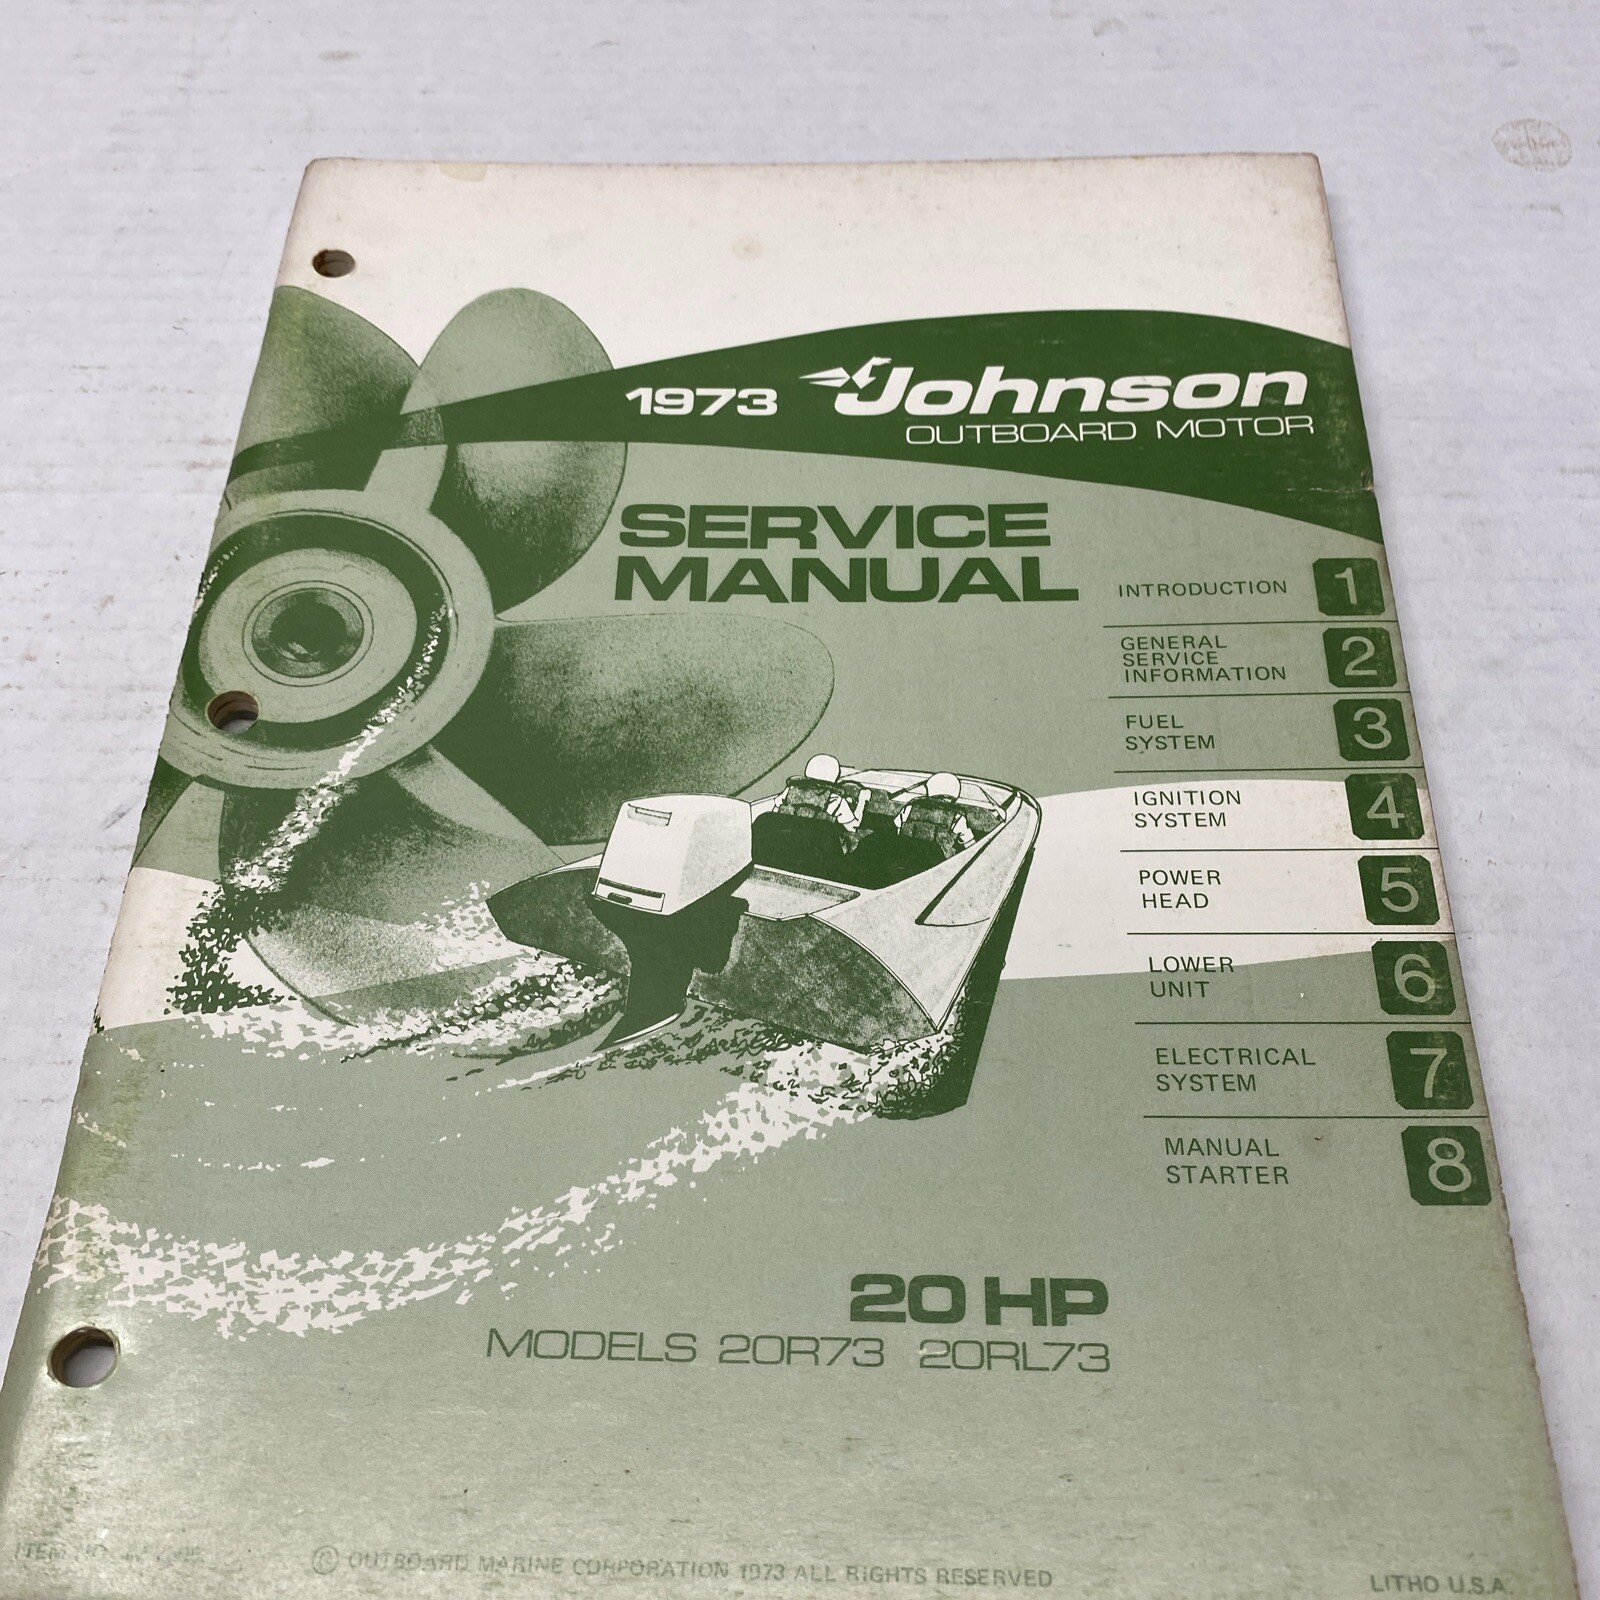 1973 Johnson
OUTBOARD MOTOR
SERVICE
MANUAL
INTRODUCTION 1
GENERAL
SERVICE
INFORMATION 2
FUEL
SYSTEM 3
IGNITION
SYSTEM 4
POWER
HEAD 5
LOWER
UNIT 6
ELECTRICAL
SYSTEM 7
MANUAL
STARTER 8
20 HP
MODELS 20R73 20RL73
ITEM NO.
© OUTBOARD MARINE CORPORATION 1973 ALL RIGHTS RESERVED
LITHO U.S.A.